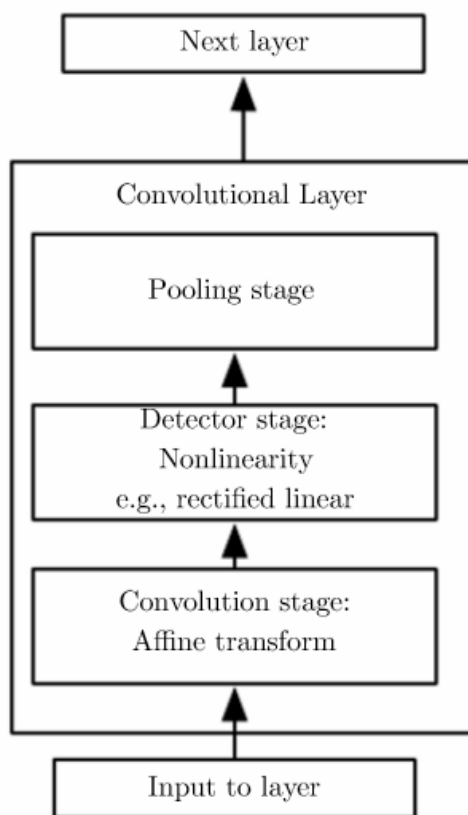 Next layer
Convolutional Layer
Pooling stage
Detector stage:
Nonlinearity
e.g., rectified linear
Convolution stage:
Affine transform
Input to layer